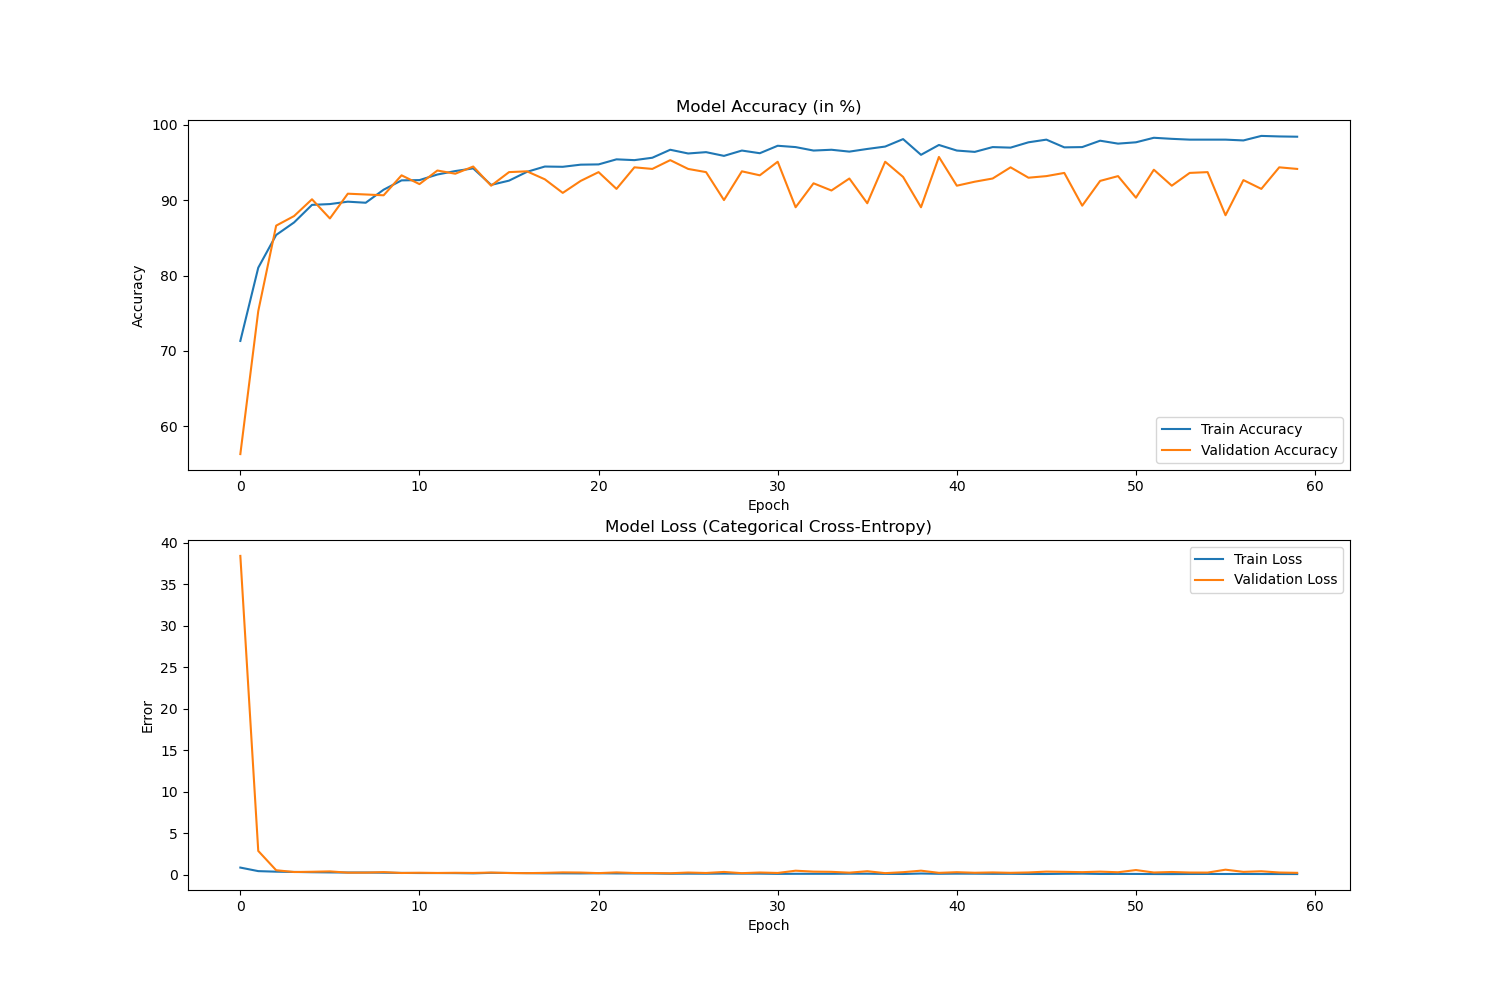 Model Accuracy (in %)
100
90
80
70
60
Accuracy
Train Accuracy
Validation Accuracy
0 10 20 30 40 50 60
Epoch
Model Loss (Categorical Cross-Entropy)
40
35
30
25
20
15
10
5
0
Error
Train Loss
Validation Loss
0 10 20 30 40 50 60
Epoch